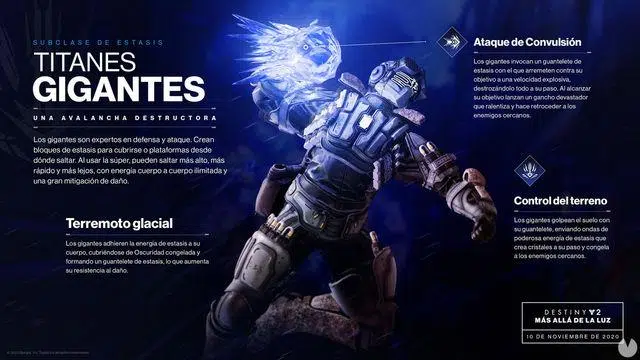 SUBCLASE DE ESTASIS
TITANES
GIGANTES
UNA AVALANCHA DESTRUCTORA
Los gigantes son expertos en defensa y ataque. Crean
bloques de estasis para cubrirse o plataformas desde
dónde saltar. Al usar la súper, pueden saltar más alto, más
rápido y más lejos, con energía cuerpo a cuerpo ilimitada y
una gran mitigación de daño.
Terremoto glacial
Los gigantes adhieren la energía de estasis a su
cuerpo, cubriéndose de Oscuridad congelada y
formando un guantelete de estasis, lo que aumenta
su resistencia al daño.
Ataque de Convulsión
Los gigantes invocan un guantelete de
estasis con el que arremeten contra su
objetivo a una velocidad explosiva,
destrozándolo todo a su paso. Al alcanzar
su objetivo lanzan un gancho devastador
que ralentiza y hace retroceder a los
enemigos cercanos.
Control del terreno
Los gigantes golpean el suelo con
su guantelete, enviando ondas de
poderosa energía de estasis que
crea cristales a su paso y congela
a los enemigos cercanos.
DESTINY 2
MÁS ALLÁ DE LA LUZ
10 DE NOVIEMBRE DE 2020